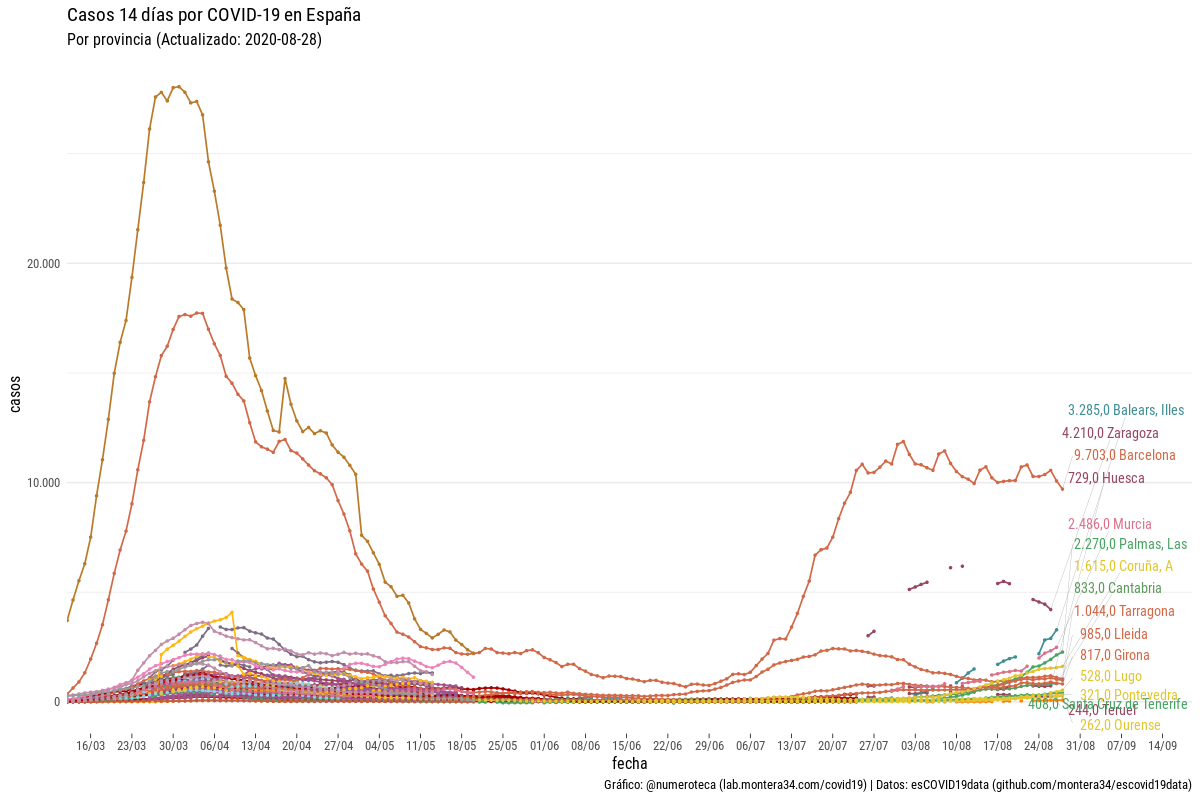 Casos 14 días por COVID-19 en España
Por provincia (Actualizado: 2020-08-28)
casos
20.000
10.000
0
3.285,0 Balears, Illes
4.210,0 Zaragoza
9.703,0 Barcelona
729,0 Huesca
2.486,0 Murcia
2.270,0 Palmas, Las
1.615,0 Coruña, A
833,0 Cantabria
1.044,0 Tarragona
985,0 Lleida
817,0 Girona
528,0 Lugo
321,0 Pontevedra
408,0 Santa Cruz de Tenerife
244,0 Teruel
262,0 Ourense
16/03 23/03 30/03 06/04 13/04 20/04 27/04 04/05 11/05 18/05 25/05 01/06 08/06 15/06 22/06 29/06 06/07 13/07 20/07 27/07 03/08 10/08 17/08 24/08 31/08 07/09 14/09
fecha
Gráfico: @numeroteca (lab.montera34.com/covid19) | Datos: esCOVID19data (github.com/montera34/escovid19data)